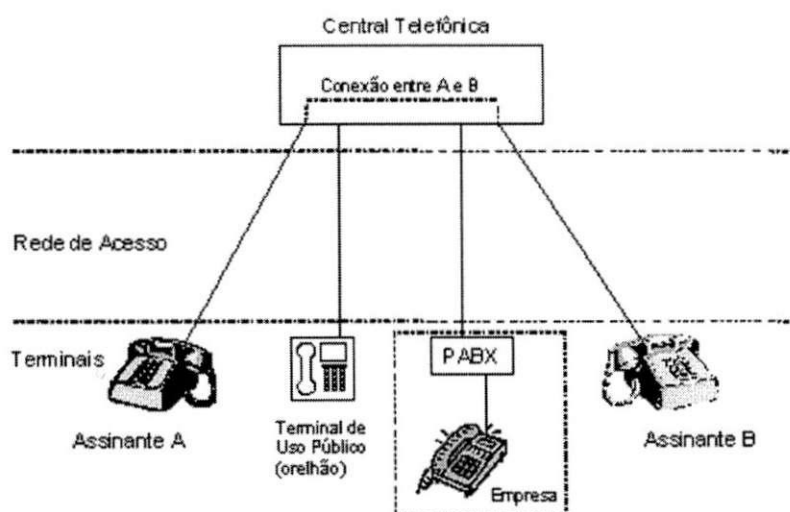 Central Telefônica
Conexão entre A e B
Rede de Acesso
Terminais
PABX
Assinante A
Terminal de
Uso Público
(orelhão)
Empresa
Assinante B